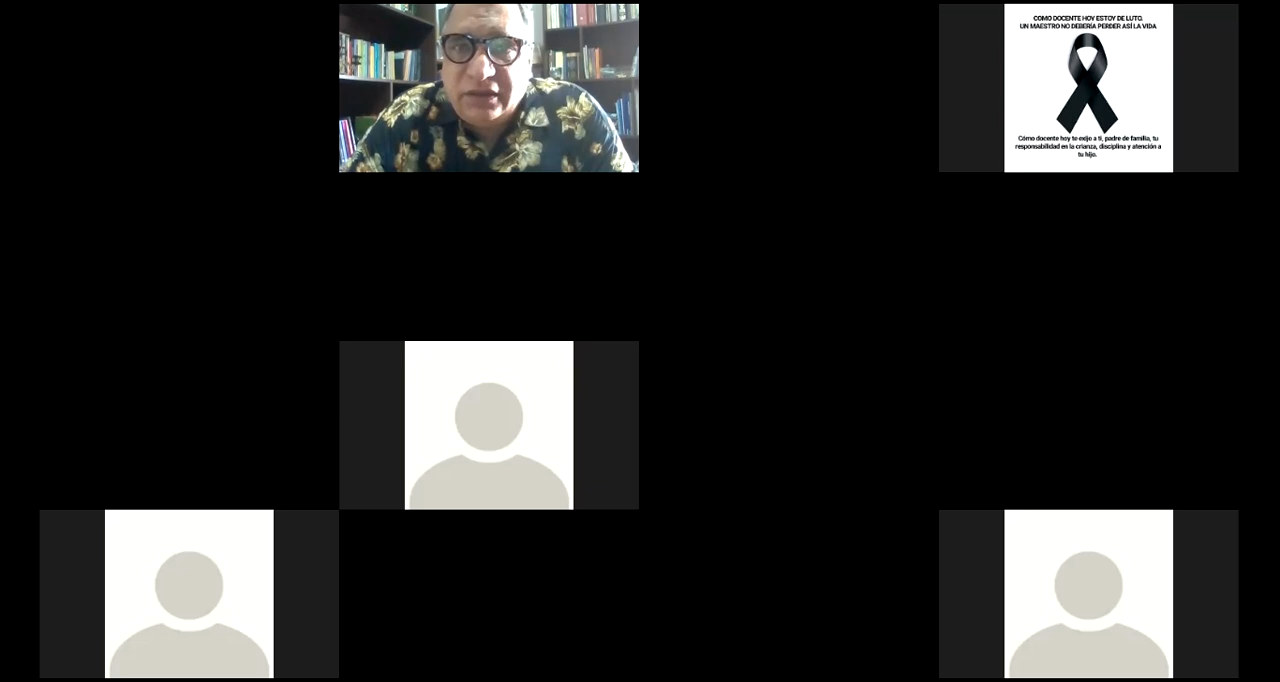 COMO DOCENTE HOY ESTOY DE LUTO.
UN MAESTRO NO DEBERÍA PERDER ASÍ LA VIDA
Cómo docente hoy te exijo a ti, padre de familia, tu
responsabilidad en la crianza, disciplina y atención a
tu hijo.